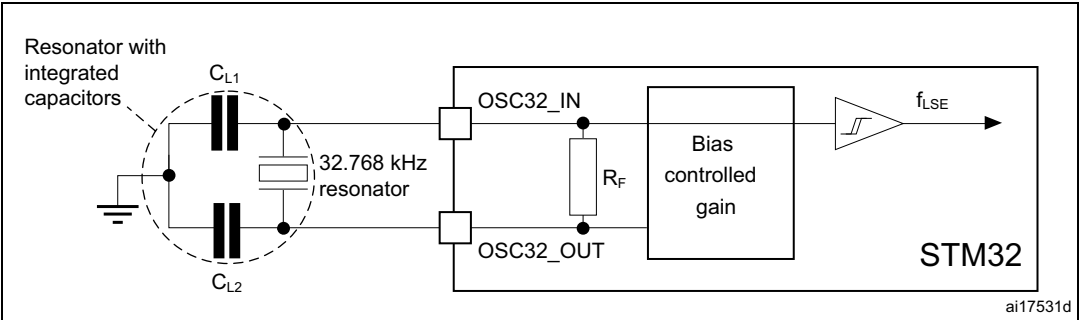 Resonator with
integrated
capacitors
CL1
32.768 kHz
resonator
CL2
OSC32_IN
RF
OSC32_OUT
Bias
controlled
gain
fLSE
STM32
ai17531d